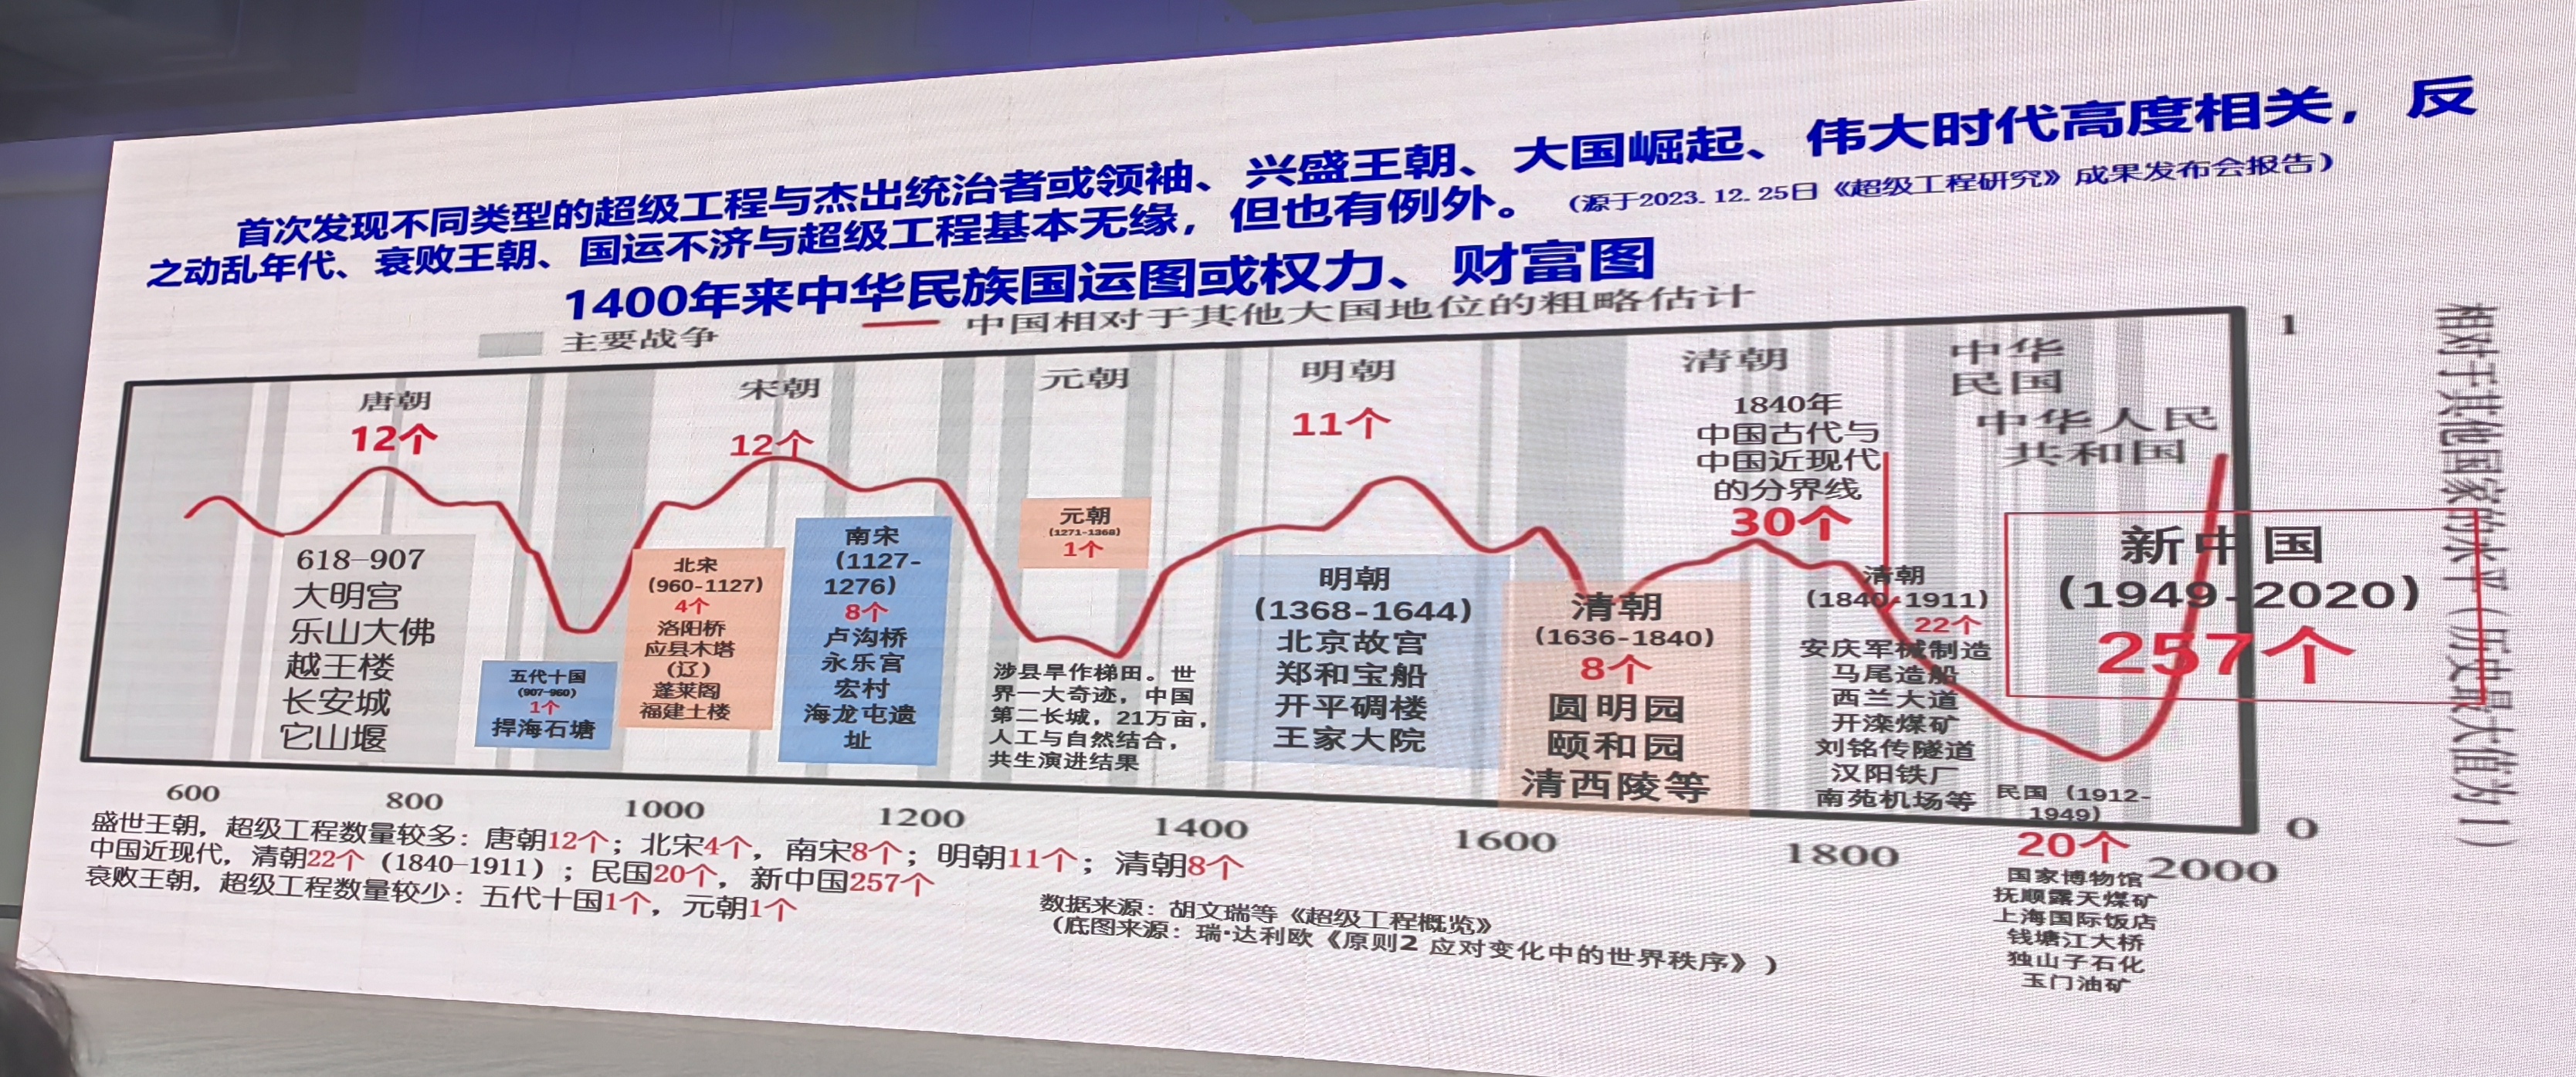 首次发现不同类型的超级工程与杰出统治者或领袖、兴盛王朝、大国崛起、伟大时代高度相关，反
之动乱年代、衰败王朝、国运不济与超级工程基本无缘，但也有例外。（源于2023.12.25日《超级工程研究》成果发布会报告）
1400年来中华民族国运图或权力、财富图
主要战争
中国相对于其他大国地位的粗略估计
唐朝
12个
宋朝
12个
元朝
明朝
11个
清朝
1840年
中国古代与
中国近现代
的分界线
30个
中华
民国
中华人民
共和国
1
0
相对于其他国家的水平（历史最大值为1）
618-907
大明宫
乐山大佛
越王楼
长安城
它山堰
五代十国
(907-960)
1个
捍海石塘
北宋
(960-1127)
4个
洛阳桥
应县木塔
(辽)
蓬莱阁
福建土楼
南宋
(1127-
1276)
8个
卢沟桥
永乐宫
宏村
海龙屯遗
址
元朝
(1271-1368)
1个
涉县旱作梯田。世
界一大奇迹，中国
第二长城，21万亩，
人工与自然结合，
共生演进结果
明朝
(1368-1644)
北京故宫
郑和宝船
开平碉楼
王家大院
清朝
(1636-1840)
8个
圆明园
颐和园
清西陵等
清朝
(1840-1911)
22个
安庆军械制造
马尾造船
西兰大道
开滦煤矿
刘铭传隧道
汉阳铁厂
南苑机场等
新中国
(1949-2020)
257个
民国（1912-
1949）
20个
国家博物馆
抚顺露天煤矿
上海国际饭店
钱塘江大桥
独山子石化
玉门油矿
600
800
1000
1200
1400
1600
1800
2000
盛世王朝，超级工程数量较多：唐朝12个；北宋4个，南宋8个；明朝11个；清朝8个
中国近现代，清朝22个（1840-1911）；民国20个，新中国257个
衰败王朝，超级工程数量较少：五代十国1个，元朝1个
数据来源：胡文瑞等《超级工程概览》
（底图来源：瑞·达利欧《原则2 应对变化中的世界秩序》）